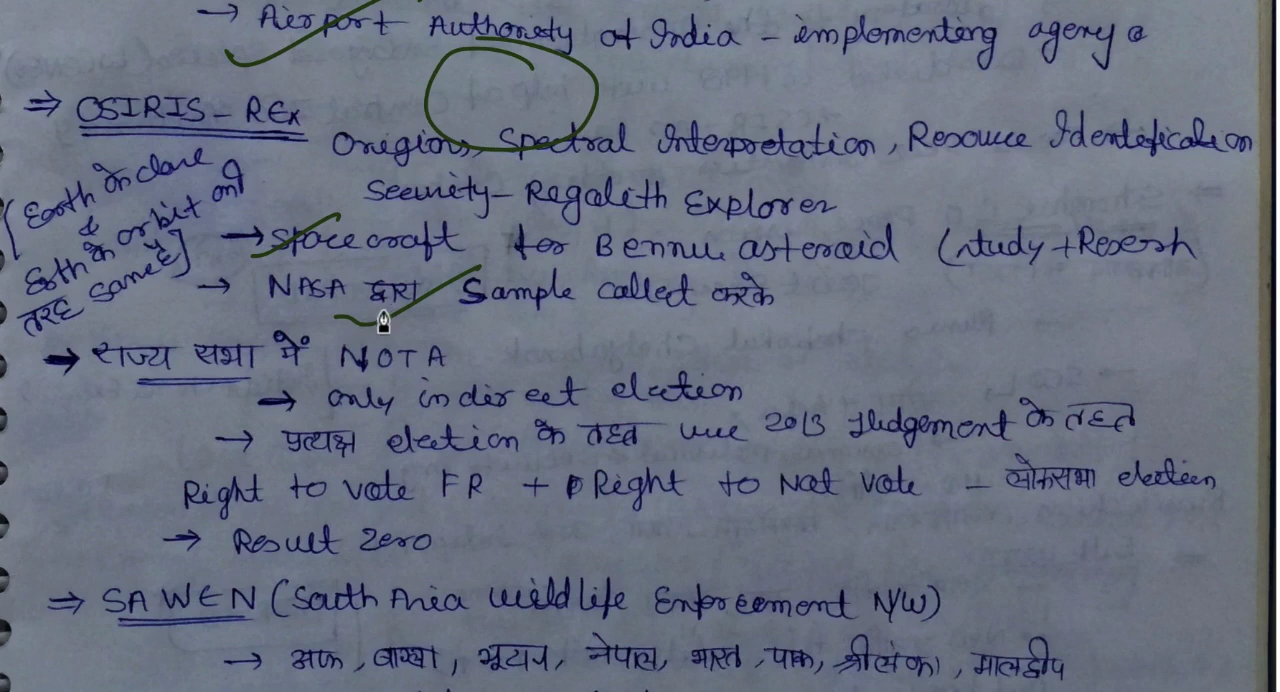 → Airport Authoriety of India - implementing agency
⇒ OSIRIS - REx
Origins, Spectral Interpretation, Resource Identification
Security - Regolith Explorer
(Earth के close
&
Earth के orbit की
तरह same है]
→ Spacecraft for Bennu asteroid (study + Reserch
→ NASA द्वारा Sample collect करके
→ राज्य सभा में NOTA
→ only indirect election
→ प्रत्यक्ष election के तहत 2013 Judgement के तहत
Right to vote FR + Right to Not vote - लोकसभा election
→ Result Zero
⇒ SAWEN (South Asia Wildlife Enforcement N/W)
→ अफ, बाग्ला, भूटान, नेपाल, भारत, पाक, श्रीलंका, मालद्वीप